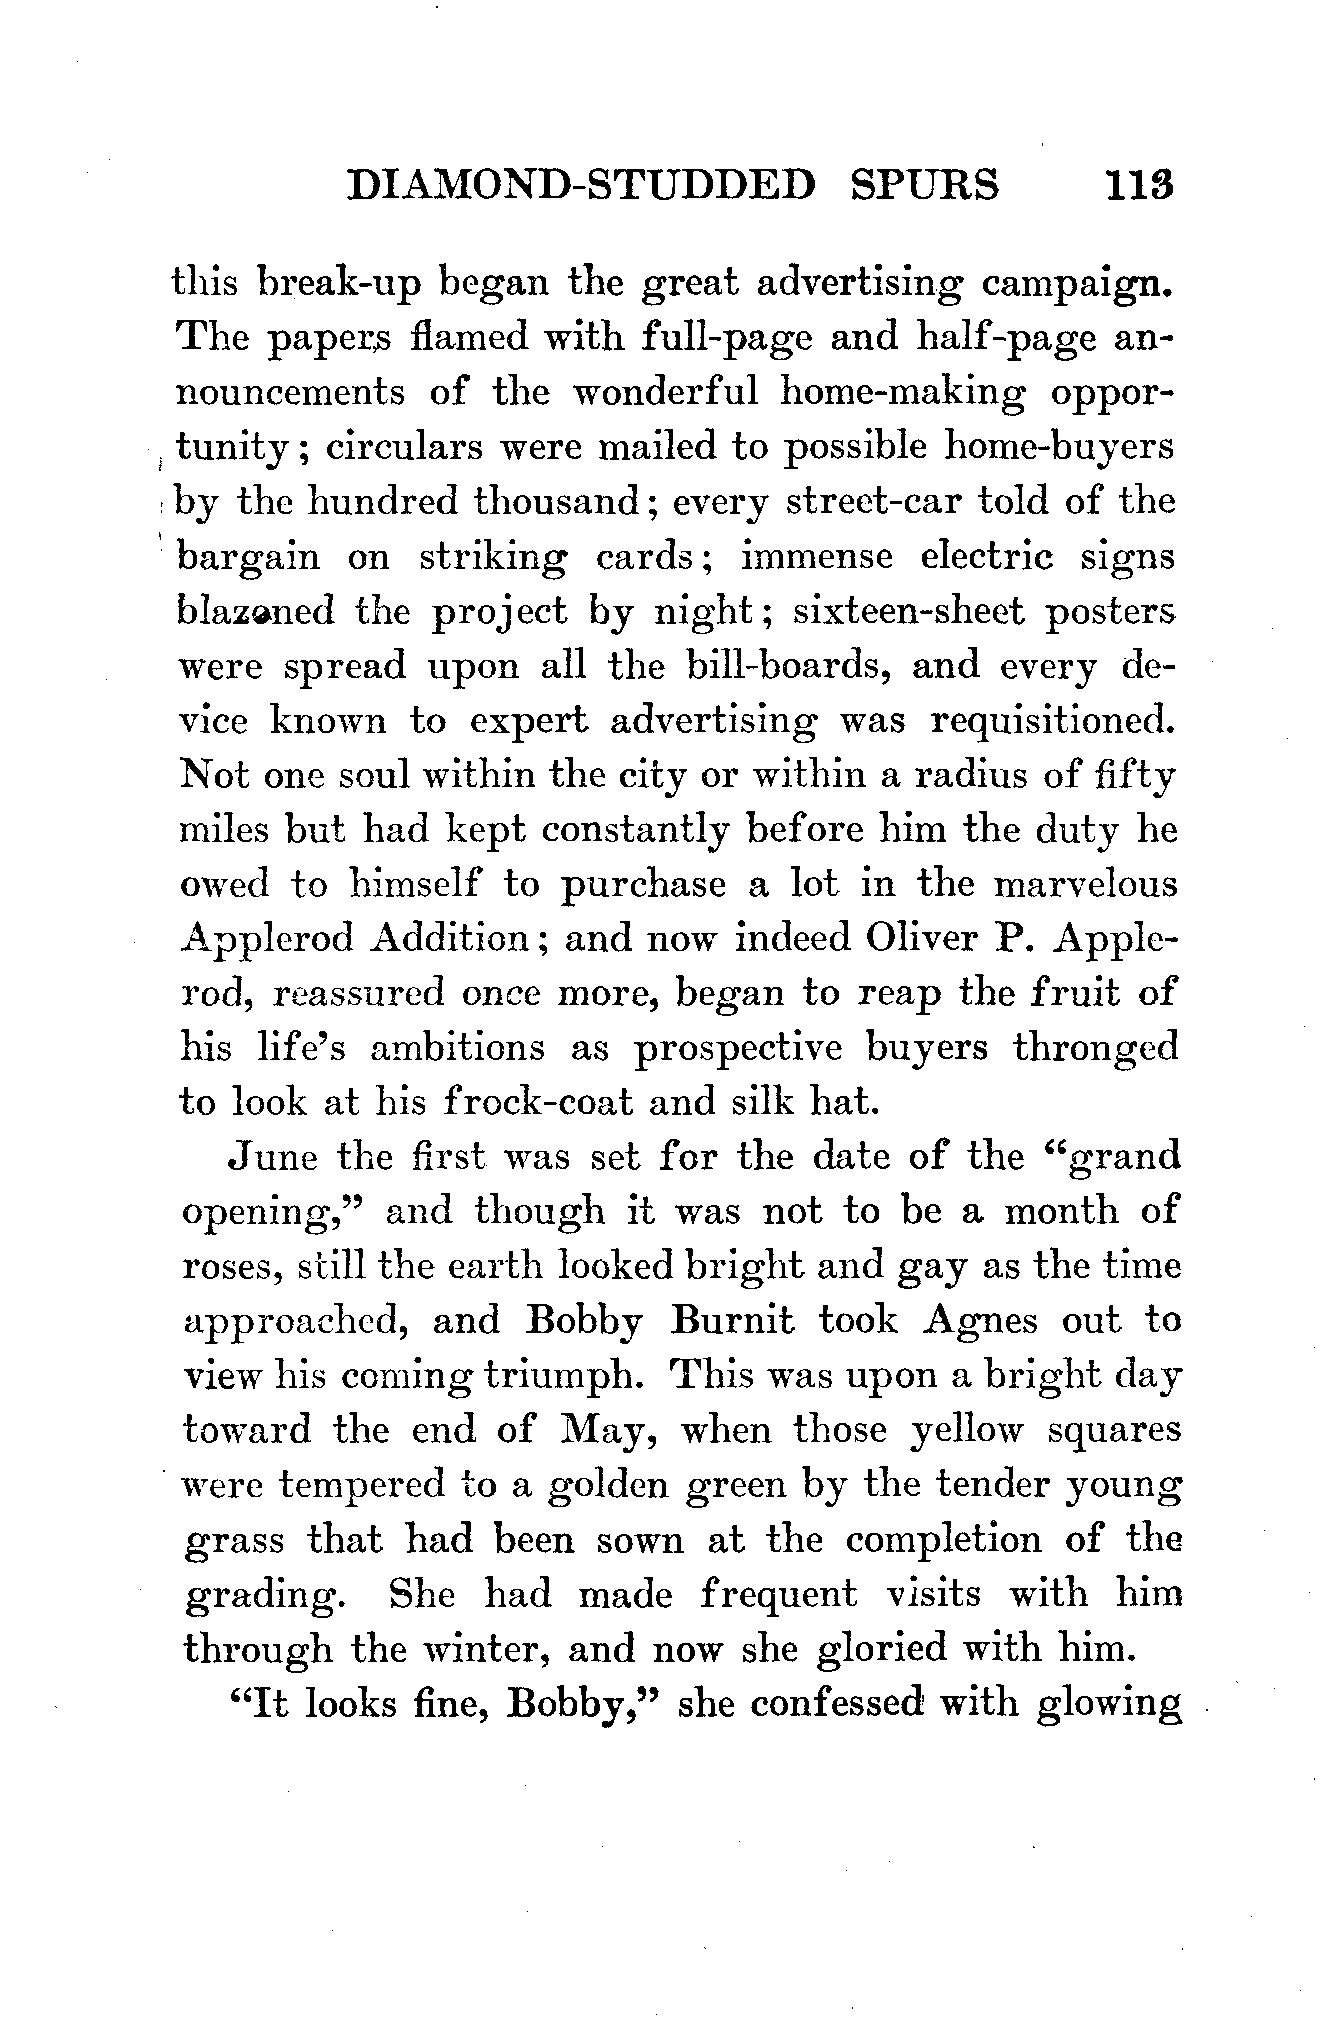 DIAMOND-STUDDED SPURS 113
this break-up began the great advertising campaign.
The papers flamed with full-page and half-page an-
nouncements of the wonderful home-making oppor-
tunity; circulars were mailed to possible home-buyers
by the hundred thousand; every street-car told of the
bargain on striking cards; immense electric signs
blazoned the project by night; sixteen-sheet posters
were spread upon all the bill-boards, and every de-
vice known to expert advertising was requisitioned.
Not one soul within the city or within a radius of fifty
miles but had kept constantly before him the duty he
owed to himself to purchase a lot in the marvelous
Applerod Addition; and now indeed Oliver P. Apple-
rod, reassured once more, began to reap the fruit of
his life's ambitions as prospective buyers thronged
to look at his frock-coat and silk hat.
June the first was set for the date of the "grand
opening," and though it was not to be a month of
roses, still the earth looked bright and gay as the time
approached, and Bobby Burnit took Agnes out to
view his coming triumph. This was upon a bright day
toward the end of May, when those yellow squares
were tempered to a golden green by the tender young
grass that had been sown at the completion of the
grading. She had made frequent visits with him
through the winter, and now she gloried with him.
"It looks fine, Bobby," she confessed with glowing